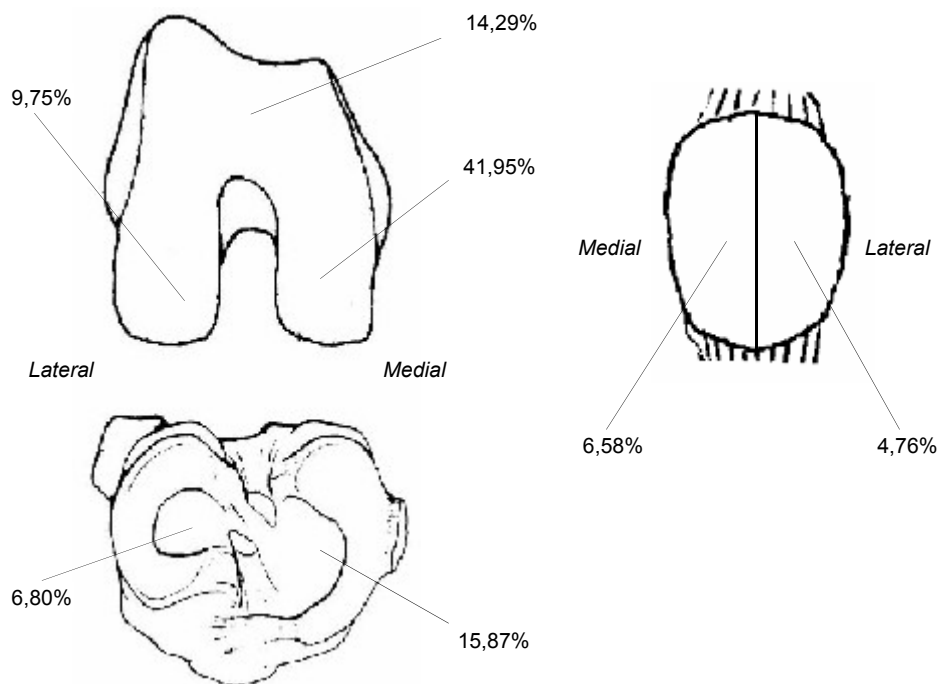 14,29%
9,75%
41,95%
Lateral
Medial
6,80%
15,87%
Medial
Lateral
6,58%
4,76%